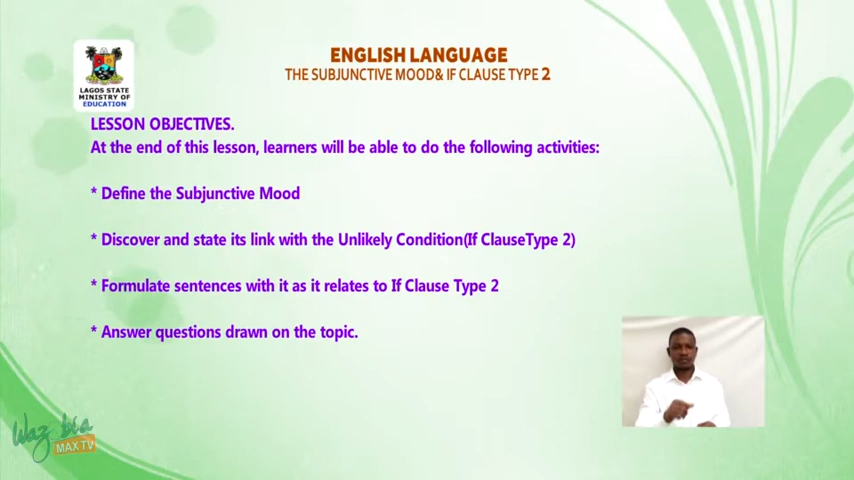 ENGLISH LANGUAGE
THE SUBJUNCTIVE MOOD& IF CLAUSE TYPE 2
LAGOS STATE
MINISTRY OF
EDUCATION
LESSON OBJECTIVES.
At the end of this lesson, learners will be able to do the following activities:
* Define the Subjunctive Mood
* Discover and state its link with the Unlikely Condition(If ClauseType 2)
* Formulate sentences with it as it relates to If Clause Type 2
* Answer questions drawn on the topic.
MAX TV